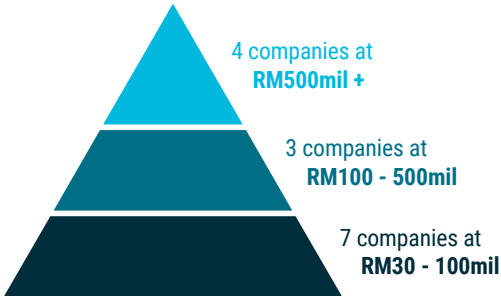 4 companies at
RM500mil +
3 companies at
RM100 - 500mil
7 companies at
RM30 - 100mil